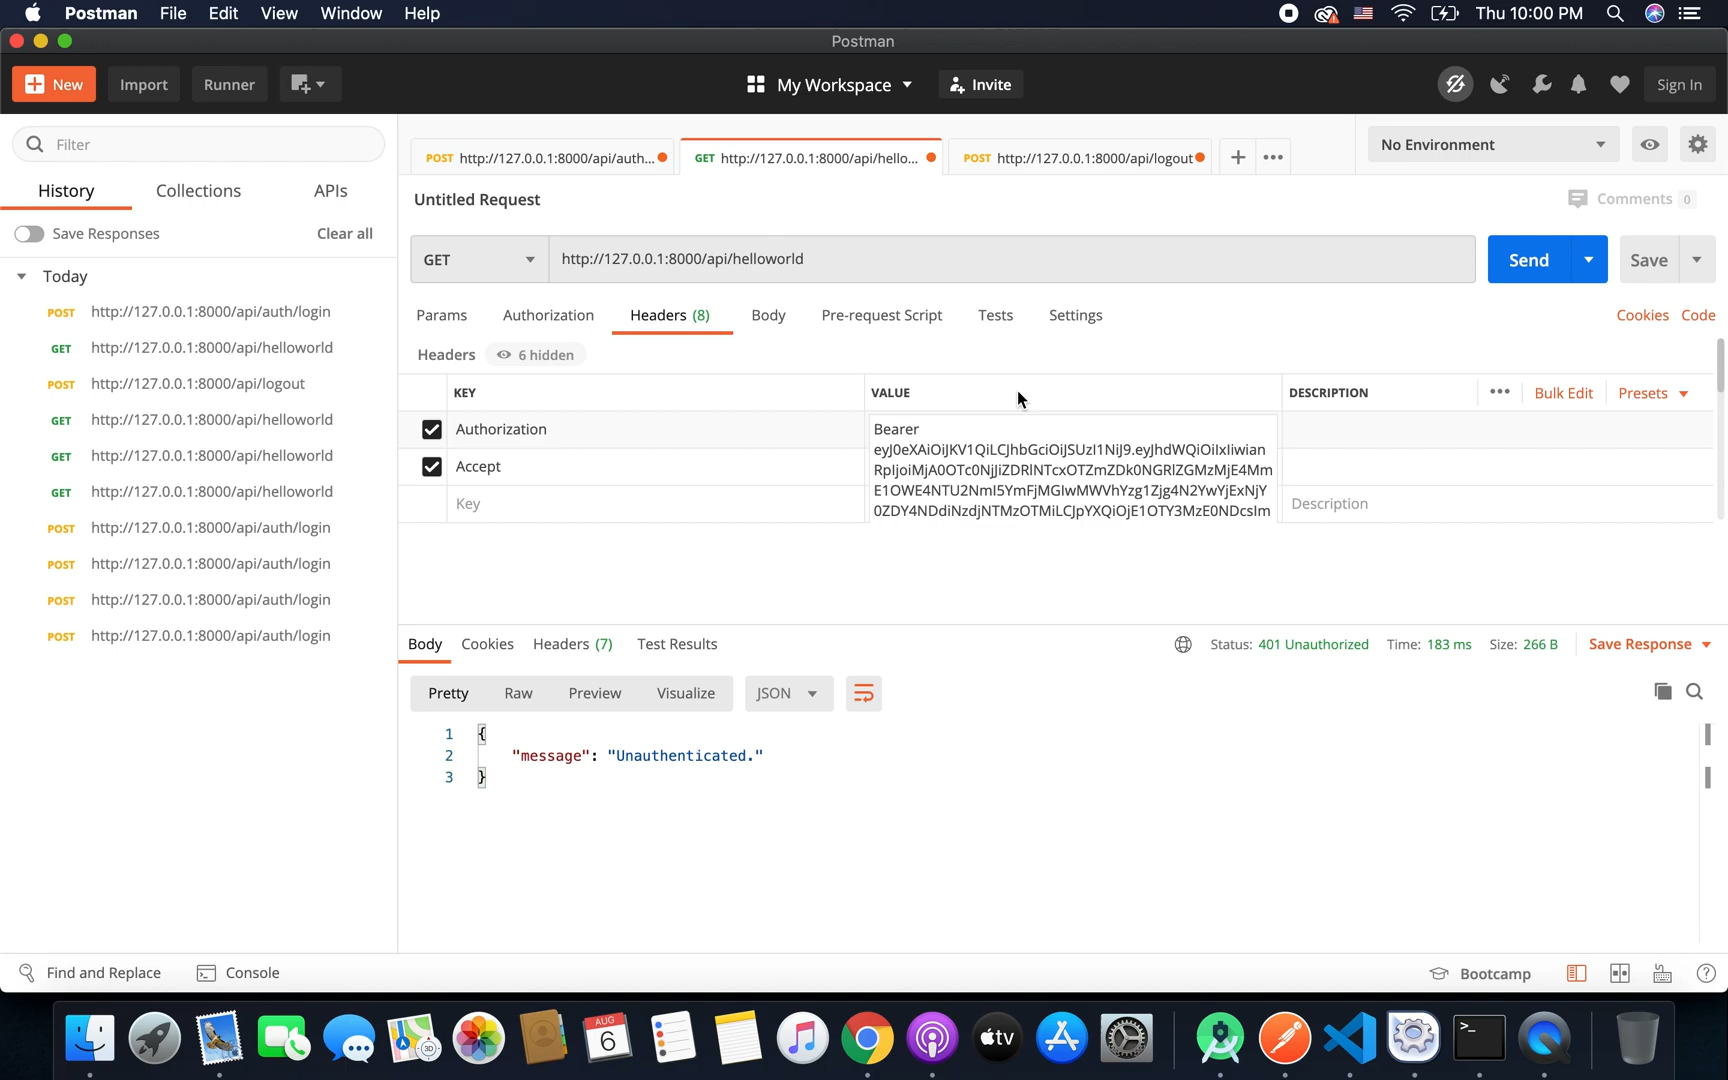 Postman File Edit View Window Help Thu 10:00 PM
Postman
New Import Runner My Workspace Invite Sign In
Filter
History Collections APIs
Save Responses Clear all
Today
POST http://127.0.0.1:8000/api/auth/login
GET http://127.0.0.1:8000/api/helloworld
POST http://127.0.0.1:8000/api/logout
GET http://127.0.0.1:8000/api/helloworld
GET http://127.0.0.1:8000/api/helloworld
GET http://127.0.0.1:8000/api/helloworld
POST http://127.0.0.1:8000/api/auth/login
POST http://127.0.0.1:8000/api/auth/login
POST http://127.0.0.1:8000/api/auth/login
POST http://127.0.0.1:8000/api/auth/login
POST http://127.0.0.1:8000/api/auth... GET http://127.0.0.1:8000/api/hello... POST http://127.0.0.1:8000/api/logout No Environment
Untitled Request Comments 0
GET http://127.0.0.1:8000/api/helloworld Send Save
Params Authorization Headers (8) Body Pre-request Script Tests Settings Cookies Code
Headers 6 hidden
KEY VALUE DESCRIPTION Bulk Edit Presets
Authorization Bearer
Accept
Key Description
Body Cookies Headers (7) Test Results Status: 401 Unauthorized Time: 183 ms Size: 266 B Save Response
Pretty Raw Preview Visualize JSON
1 {
2 "message": "Unauthenticated."
3 }
Find and Replace Console Bootcamp
AUG
6
tv